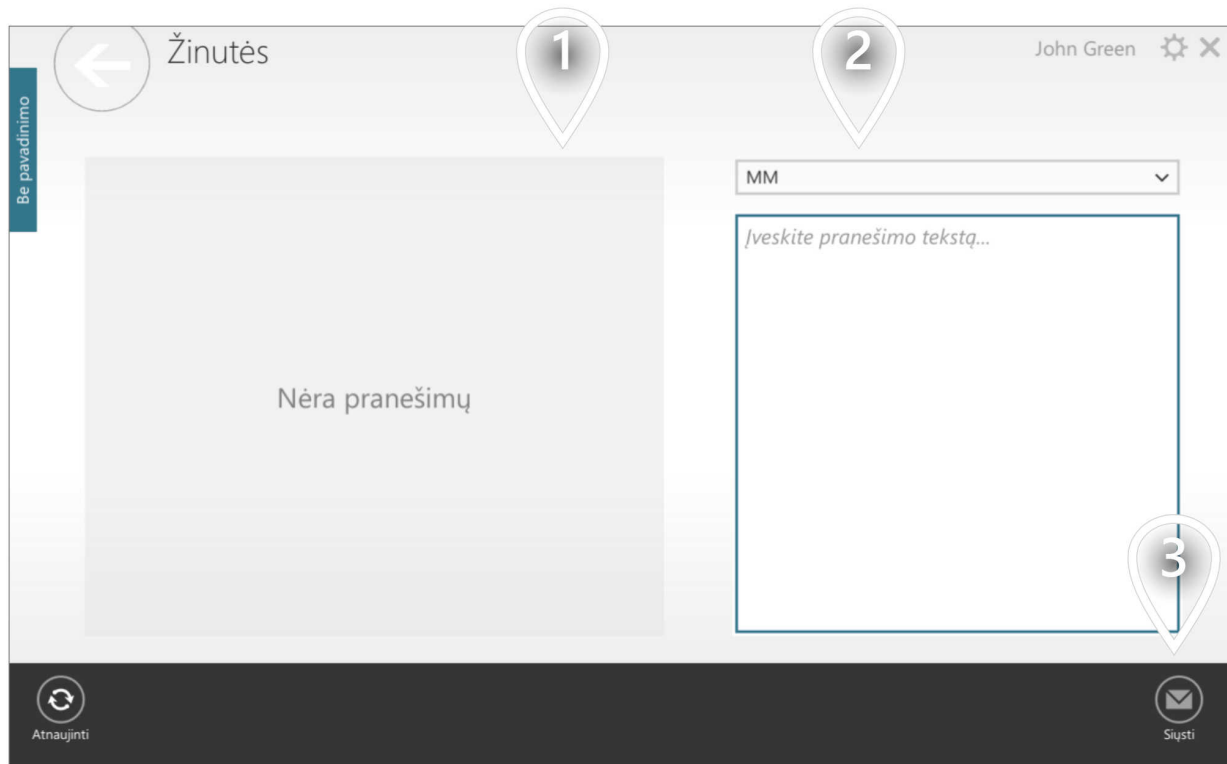 1
2
Žinutės
John Green
Be pavadinimo
MM
Įveskite pranešimo tekstą...
Nėra pranešimų
3
Atnaujinti
Siųsti